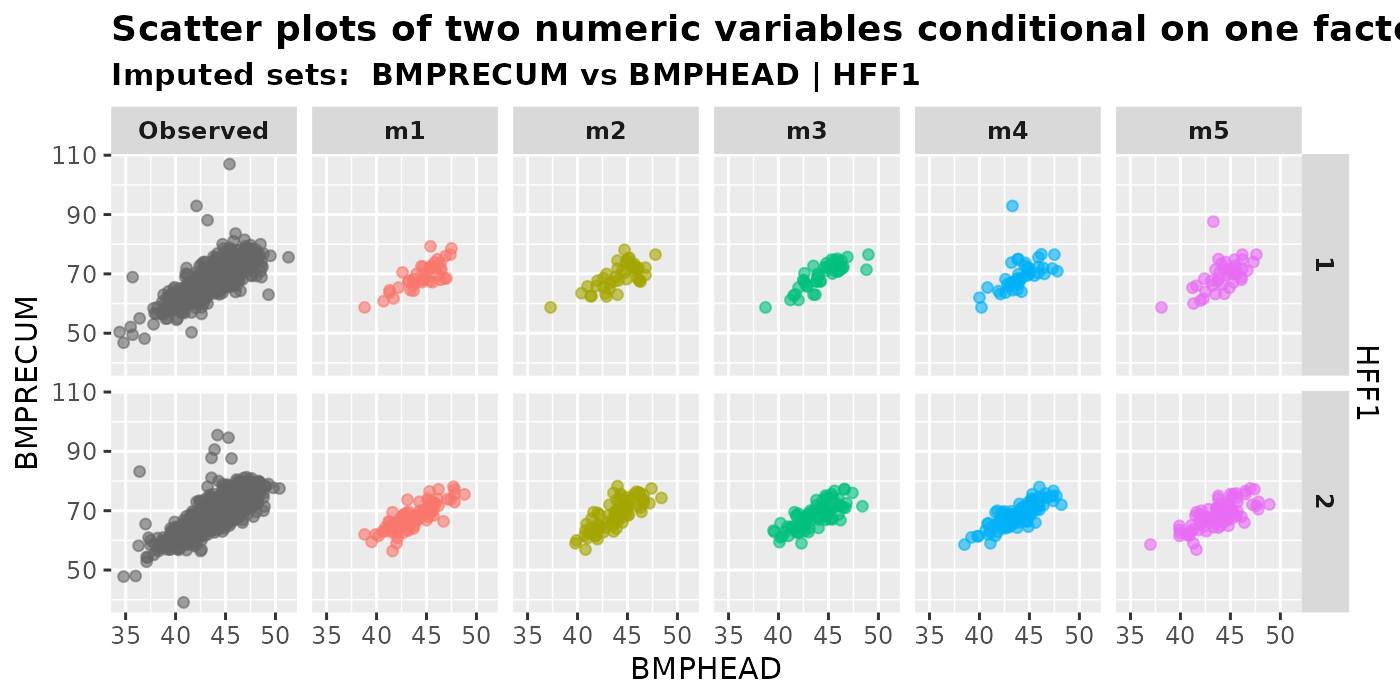 Scatter plots of two numeric variables conditional on one facto
Imputed sets:  BMPRECUM vs BMPHEAD | HFF1
Observed m1 m2 m3 m4 m5
110
90
70
50
1
110
90
70
50
2
BMPRECUM
HFF1
35 40 45 50 35 40 45 50 35 40 45 50 35 40 45 50 35 40 45 50 35 40 45 50
BMPHEAD